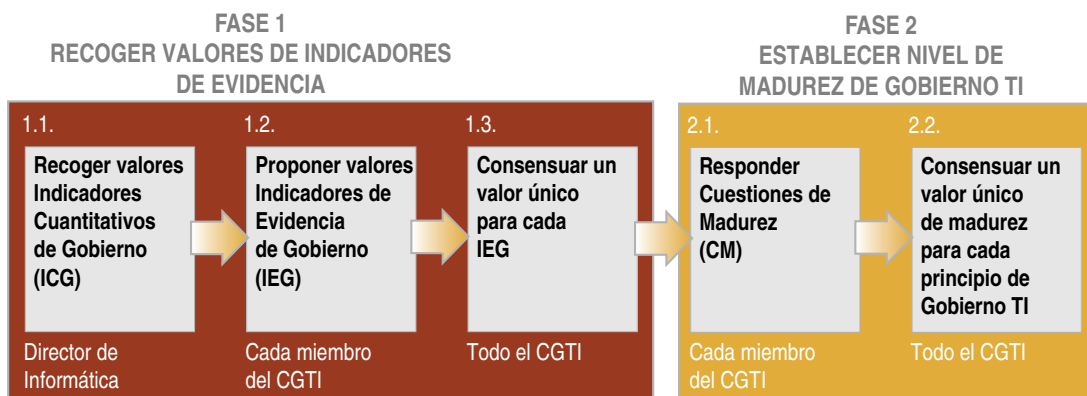 FASE 1
RECOGER VALORES DE INDICADORES
DE EVIDENCIA
FASE 2
ESTABLECER NIVEL DE
MADUREZ DE GOBIERNO TI
1.1.
Recoger valores
Indicadores
Cuantitativos
de Gobierno
(ICG)
Director de
Informática
1.2.
Proponer valores
Indicadores de
Evidencia
de Gobierno
(IEG)
Cada miembro
del CGTI
1.3.
Consensuar un
valor único
para cada
IEG
Todo el CGTI
2.1.
Responder
Cuestiones de
Madurez
(CM)
Cada miembro
del CGTI
2.2.
Consensuar un
valor único
de madurez
para cada
principio de
Gobierno TI
Todo el CGTI